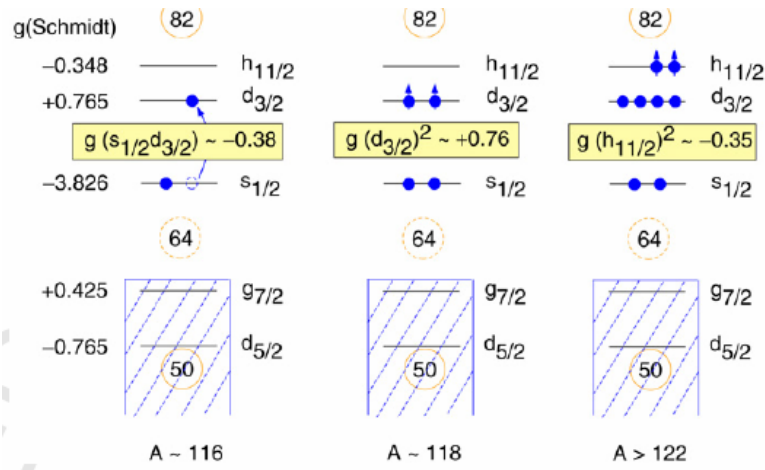 g(Schmidt) 82 82 82
−0.348 h11/2 h11/2 h11/2
+0.765 d3/2 d3/2 d3/2
g (s1/2d3/2) ~ −0.38 g (d3/2)2 ~ +0.76 g (h11/2)2 ~ −0.35
−3.826 s1/2 s1/2 s1/2
64 64 64
+0.425 g7/2 g7/2 g7/2
−0.765 d5/2 d5/2 d5/2
50 50 50
A ~ 116 A ~ 118 A > 122